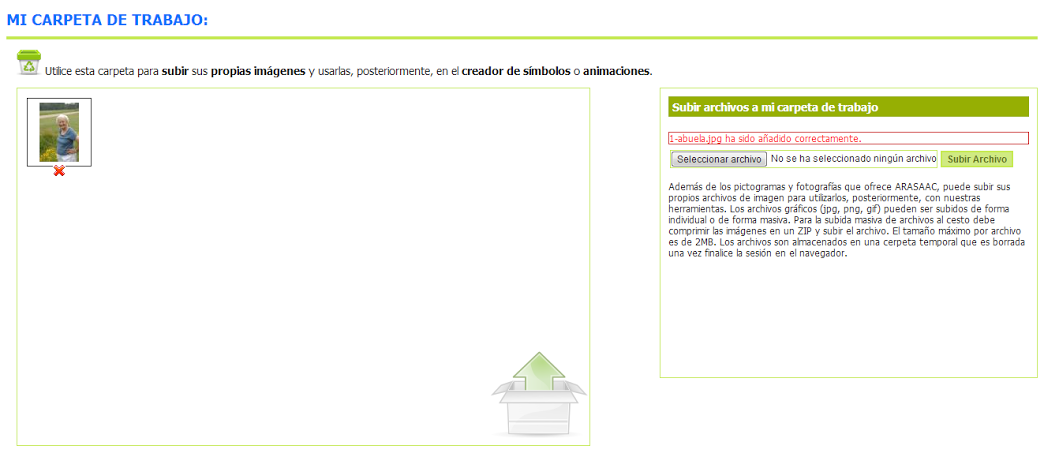 MI CARPETA DE TRABAJO:
Utilice esta carpeta para subir sus propias imágenes y usarlas, posteriormente, en el creador de símbolos o animaciones.
Subir archivos a mi carpeta de trabajo
1-abuela.jpg ha sido añadido correctamente.
Seleccionar archivo No se ha seleccionado ningún archivo Subir Archivo
Además de los pictogramas y fotografías que ofrece ARASAAC, puede subir sus
propios archivos de imagen para utilizarlos, posteriormente, con nuestras
herramientas. Los archivos gráficos (jpg, png, gif) pueden ser subidos de forma
individual o de forma masiva. Para la subida masiva de archivos al cesto debe
comprimir las imágenes en un ZIP y subir el archivo. El tamaño máximo por archivo
es de 2MB. Los archivos son almacenados en una cerpeta temporal que es borrada
una vez finalice la sesión en el navegador.